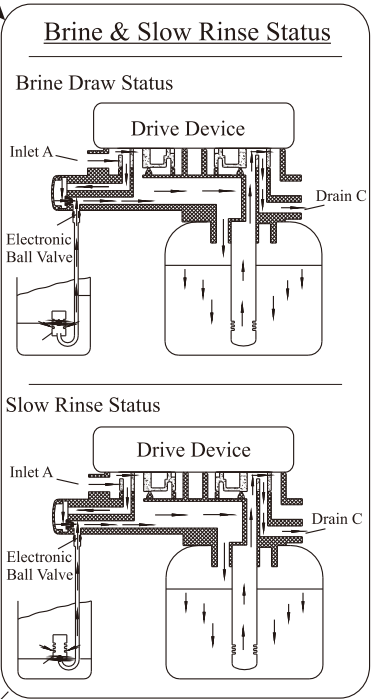 Brine & Slow Rinse Status
Brine Draw Status
Drive Device
Inlet A
Drain C
Electronic
Ball Valve
Slow Rinse Status
Drive Device
Inlet A
Drain C
Electronic
Ball Valve